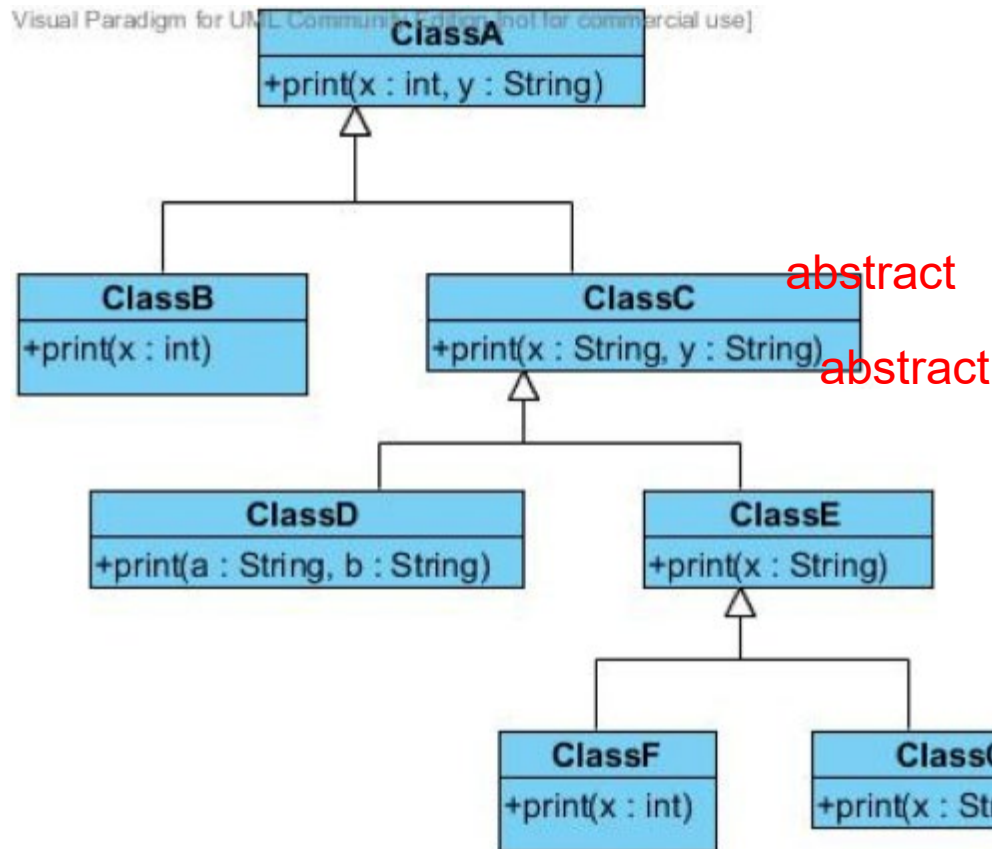 Visual Paradigm for UML Community Edition [not for commercial use]
ClassA
+print(x : int, y : String)
ClassB
+print(x : int)
ClassC
abstract
+print(x : String, y : String)
abstract
ClassD
+print(a : String, b : String)
ClassE
+print(x : String)
ClassF
+print(x : int)
+print(x :